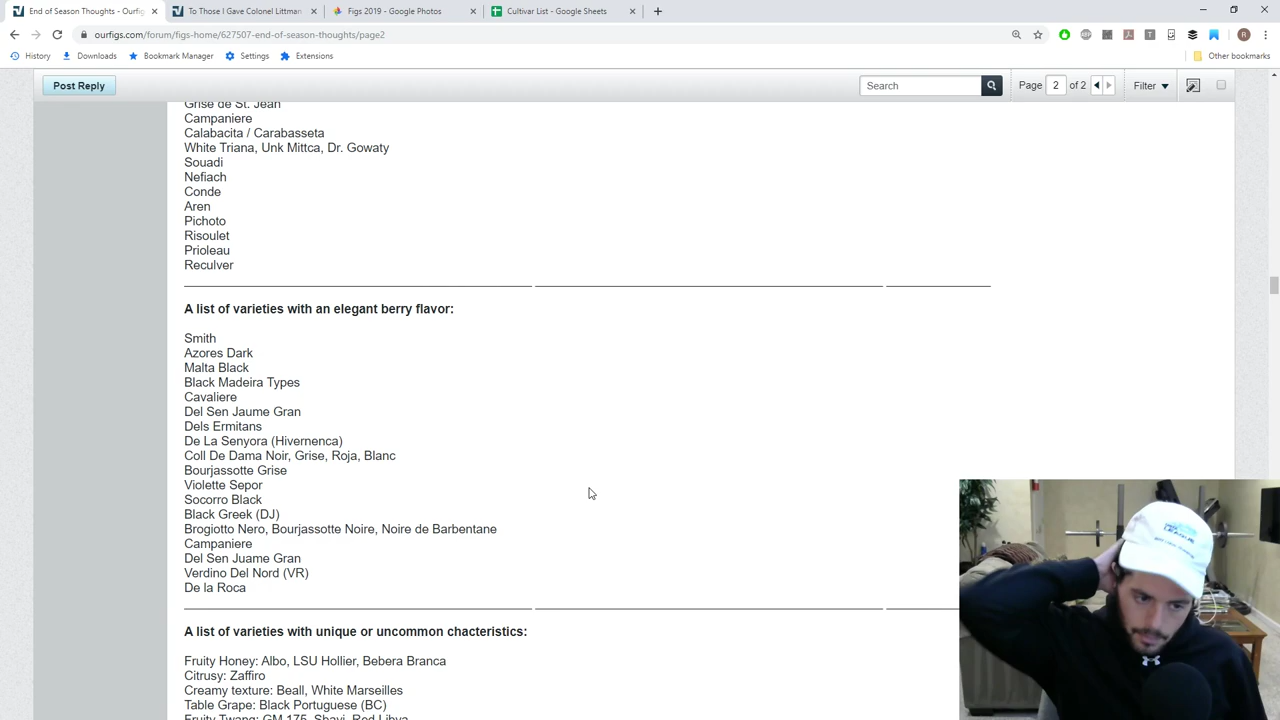 End of Season Thoughts - Ourfig
To Those I Gave Colonel Littman
Figs 2019 - Google Photos
Cultivar List - Google Sheets
ourfigs.com/forum/figs-home/627507-end-of-season-thoughts/page2
History
Downloads
Bookmark Manager
Settings
Extensions
Other bookmarks
Post Reply
Search
Page 2 of 2
Filter
Grise de St. Jean
Campaniere
Calabacita / Carabasseta
White Triana, Unk Mittca, Dr. Gowaty
Souadi
Nefiach
Conde
Aren
Pichoto
Risoulet
Prioleau
Reculver
A list of varieties with an elegant berry flavor:
Smith
Azores Dark
Malta Black
Black Madeira Types
Cavaliere
Del Sen Jaume Gran
Dels Ermitans
De La Senyora (Hivernenca)
Coll De Dama Noir, Grise, Roja, Blanc
Bourjassotte Grise
Violette Sepor
Socorro Black
Black Greek (DJ)
Brogiotto Nero, Bourjassotte Noire, Noire de Barbentane
Campaniere
Del Sen Juame Gran
Verdino Del Nord (VR)
De la Roca
A list of varieties with unique or uncommon chacteristics:
Fruity Honey: Albo, LSU Hollier, Bebera Branca
Citrusy: Zaffiro
Creamy texture: Beall, White Marseilles
Table Grape: Black Portuguese (BC)
Fruity Twang: GM 175, Sbayi, Red Libya